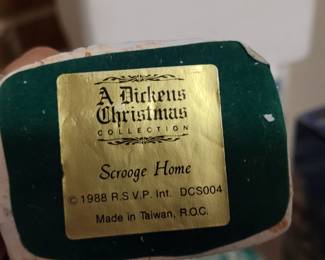 A Dickens
Christmas
COLLECTION
Scrooge Home
© 1988 R.S.V.P. Int. DCS004
Made in Taiwan, R.O.C.